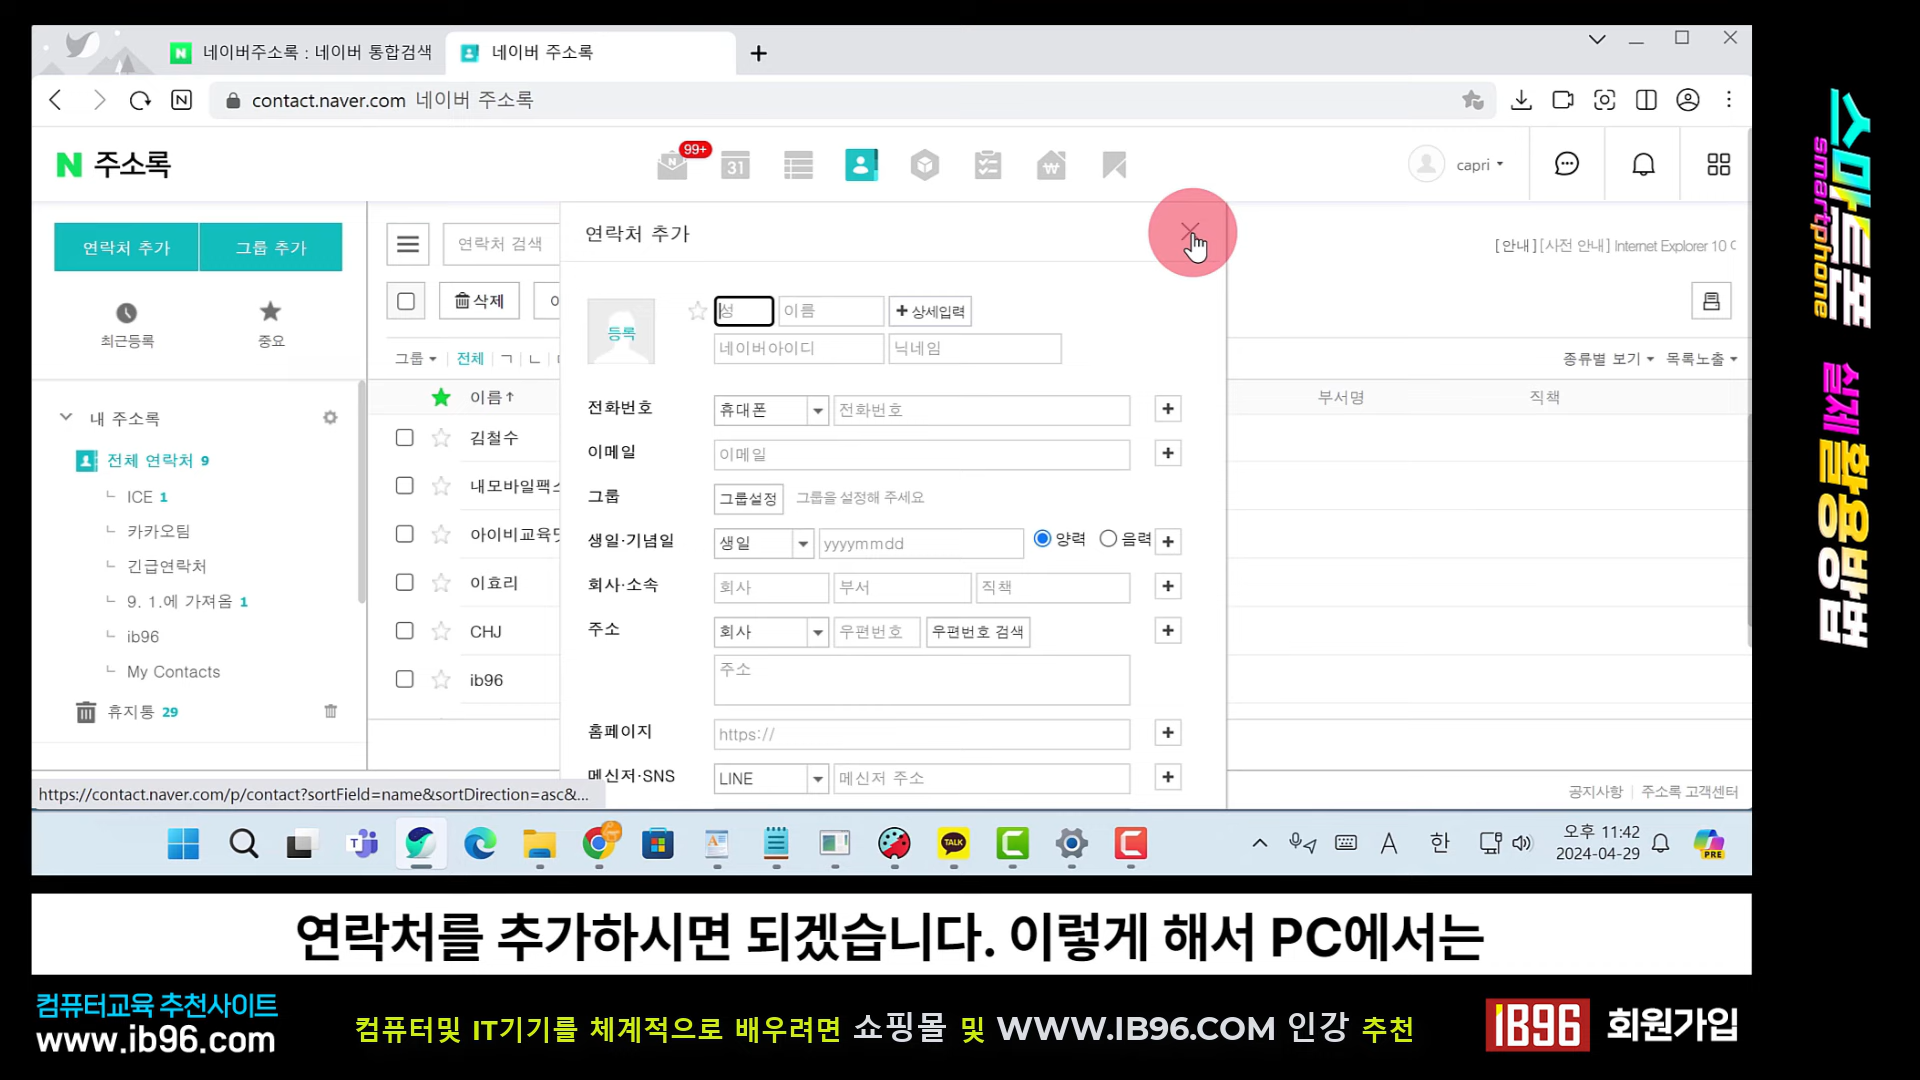 네이버주소록 : 네이버 통합검색
네이버 주소록
contact.naver.com 네이버 주소록
N 주소록
99+
31
capri
연락처 추가
그룹 추가
최근등록
중요
내 주소록
전체 연락처 9
ICE 1
카카오팀
긴급연락처
9. 1.에 가져옴 1
ib96
My Contacts
휴지통 29
연락처 검색
삭제
그룹
전체 ㄱ ㄴ
이름↑
김철수
내모바일팩스
아이비교육
이효리
CHJ
ib96
연락처 추가
등록
성
이름
+ 상세입력
네이버아이디
닉네임
전화번호
휴대폰
전화번호
이메일
이메일
그룹
그룹설정
그룹을 설정해 주세요
생일·기념일
생일
yyyymmdd
양력
음력
회사·소속
회사
부서
직책
주소
회사
우편번호
우편번호 검색
주소
홈페이지
https://
메신저·SNS
LINE
메신저 주소
[안내] [사전 안내] Internet Explorer 10
종류별 보기
목록노출
부서명
직책
공지사항 | 주소록 고객센터
https://contact.naver.com/p/contact?sortField=name&sortDirection=asc&...
TALK
A
한
오후 11:42
2024-04-29
PRE
연락처를 추가하시면 되겠습니다. 이렇게 해서 PC에서는
컴퓨터교육 추천사이트
www.ib96.com
컴퓨터및 IT기기를 체계적으로 배우려면 쇼핑몰 및 WWW.IB96.COM 인강 추천
IB96 회원가입
스마트폰
smartphone
실제 활용방법